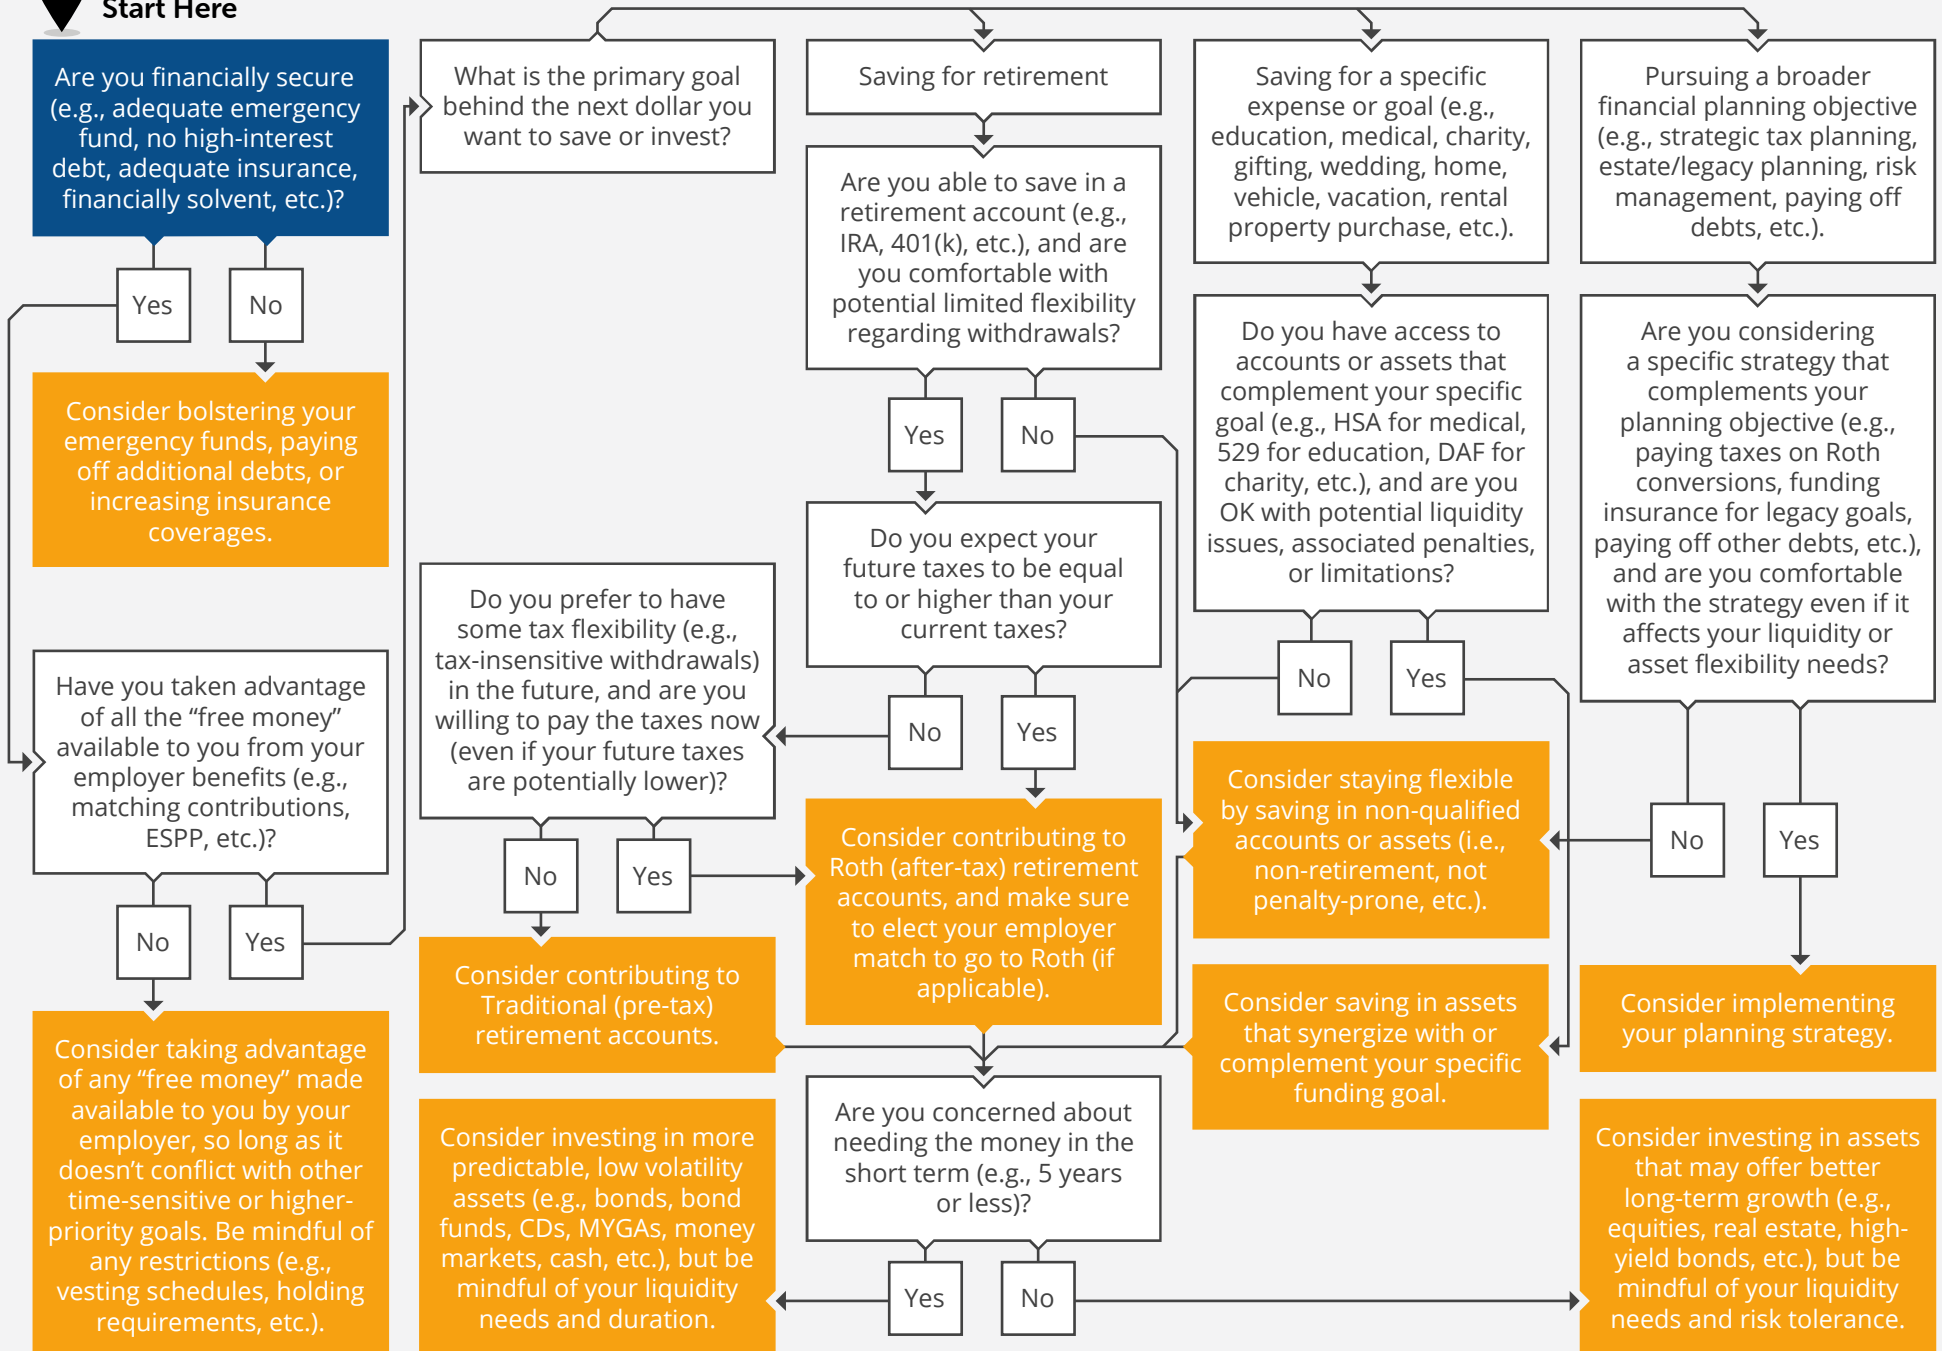 Start Here
Are you financially secure
(e.g., adequate emergency
fund, no high-interest
debt, adequate insurance,
financially solvent, etc.)?
Yes
No
Consider bolstering your
emergency funds, paying
off additional debts, or
increasing insurance
coverages.
Have you taken advantage
of all the “free money”
available to you from your
employer benefits (e.g.,
matching contributions,
ESPP, etc.)?
No
Yes
Consider taking advantage
of any “free money” made
available to you by your
employer, so long as it
doesn’t conflict with other
time-sensitive or higher-
priority goals. Be mindful of
any restrictions (e.g.,
vesting schedules, holding
requirements, etc.).
What is the primary goal
behind the next dollar you
want to save or invest?
Saving for retirement
Are you able to save in a
retirement account (e.g.,
IRA, 401(k), etc.), and are
you comfortable with
potential limited flexibility
regarding withdrawals?
Yes
No
Do you expect your
future taxes to be equal
to or higher than your
current taxes?
No
Yes
Do you prefer to have
some tax flexibility (e.g.,
tax-insensitive withdrawals)
in the future, and are you
willing to pay the taxes now
(even if your future taxes
are potentially lower)?
No
Yes
Consider contributing to
Traditional (pre-tax)
retirement accounts.
Consider contributing to
Roth (after-tax) retirement
accounts, and make sure
to elect your employer
match to go to Roth (if
applicable).
Saving for a specific
expense or goal (e.g.,
education, medical, charity,
gifting, wedding, home,
vehicle, vacation, rental
property purchase, etc.).
Do you have access to
accounts or assets that
complement your specific
goal (e.g., HSA for medical,
529 for education, DAF for
charity, etc.), and are you
OK with potential liquidity
issues, associated penalties,
or limitations?
No
Yes
Consider staying flexible
by saving in non-qualified
accounts or assets (i.e.,
non-retirement, not
penalty-prone, etc.).
Consider saving in assets
that synergize with or
complement your specific
funding goal.
Pursuing a broader
financial planning objective
(e.g., strategic tax planning,
estate/legacy planning, risk
management, paying off
debts, etc.).
Are you considering
a specific strategy that
complements your
planning objective (e.g.,
paying taxes on Roth
conversions, funding
insurance for legacy goals,
paying off other debts, etc.),
and are you comfortable
with the strategy even if it
affects your liquidity or
asset flexibility needs?
No
Yes
Consider implementing
your planning strategy.
Are you concerned about
needing the money in the
short term (e.g., 5 years
or less)?
Yes
No
Consider investing in more
predictable, low volatility
assets (e.g., bonds, bond
funds, CDs, MYGAs, money
markets, cash, etc.), but be
mindful of your liquidity
needs and duration.
Consider investing in assets
that may offer better
long-term growth (e.g.,
equities, real estate, high-
yield bonds, etc.), but be
mindful of your liquidity
needs and risk tolerance.